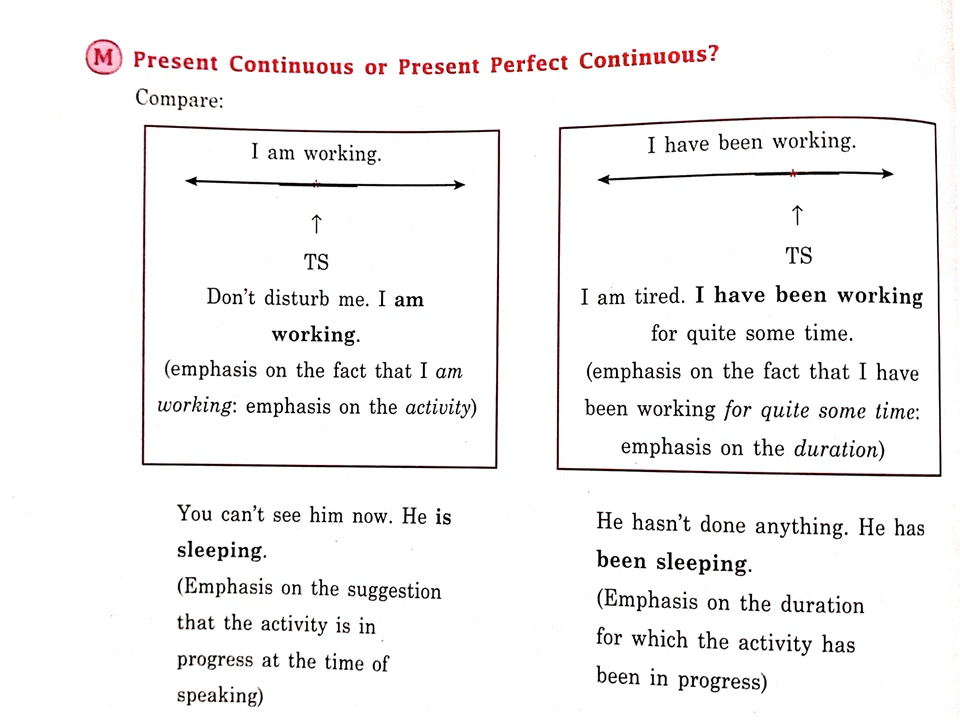 M Present Continuous or Present Perfect Continuous?
Compare:
I am working.
↑
TS
Don't disturb me. I am
working.
(emphasis on the fact that I am
working: emphasis on the activity)
I have been working.
↑
TS
I am tired. I have been working
for quite some time.
(emphasis on the fact that I have
been working for quite some time:
emphasis on the duration)
You can't see him now. He is
sleeping.
(Emphasis on the suggestion
that the activity is in
progress at the time of
speaking)
He hasn't done anything. He has
been sleeping.
(Emphasis on the duration
for which the activity has
been in progress)